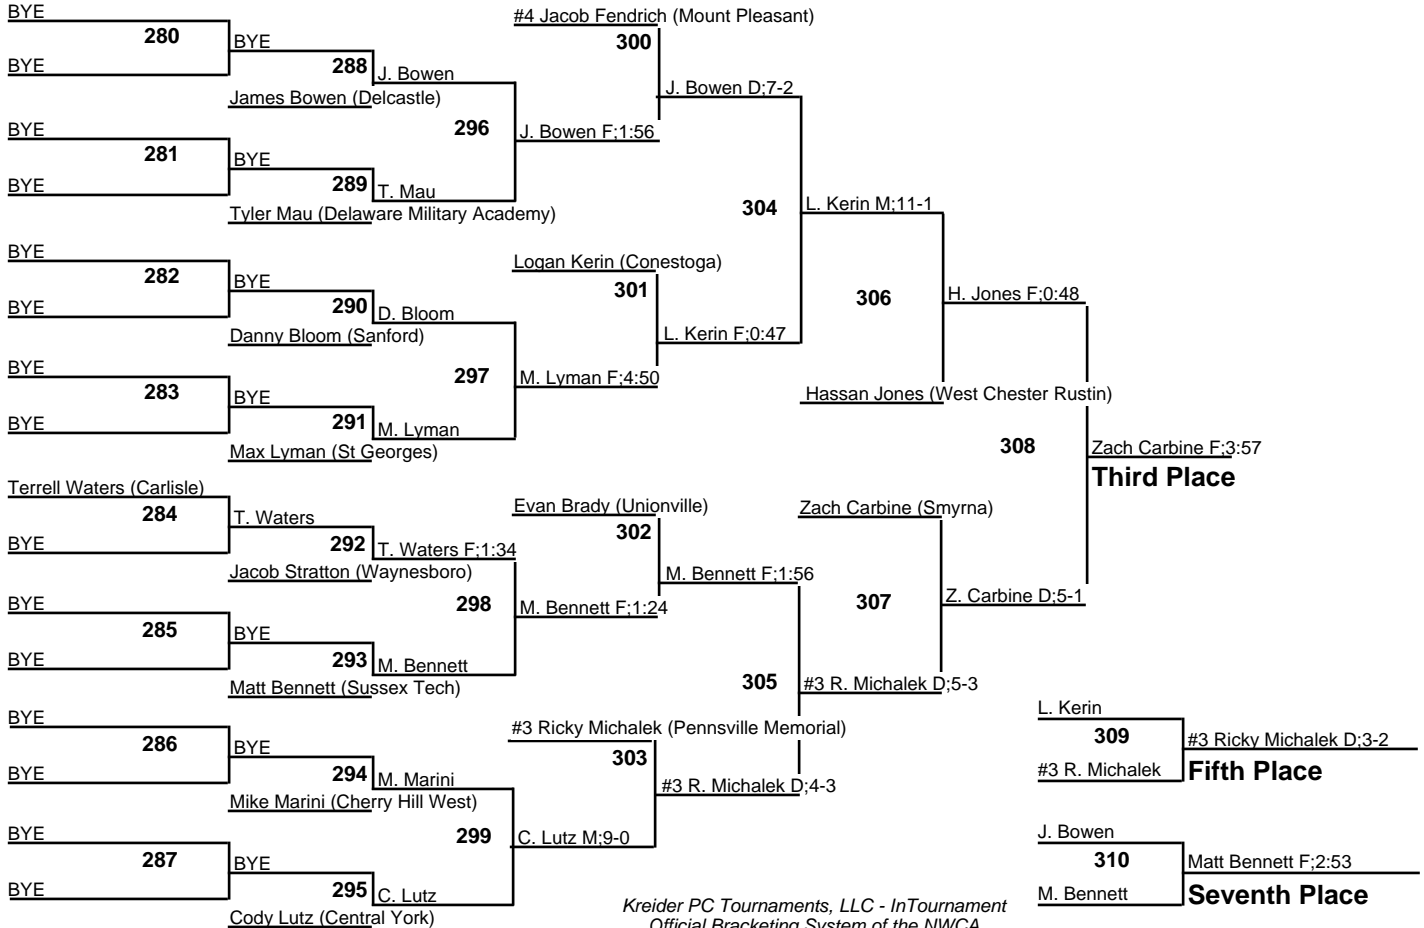 BYE
280
BYE
BYE
288
J. Bowen
James Bowen (Delcastle)
BYE
281
BYE
BYE
289
T. Mau
Tyler Mau (Delaware Military Academy)
296
J. Bowen F;1:56
#4 Jacob Fendrich (Mount Pleasant)
300
J. Bowen D;7-2
BYE
282
BYE
BYE
290
D. Bloom
Danny Bloom (Sanford)
BYE
283
BYE
BYE
291
M. Lyman
Max Lyman (St Georges)
297
M. Lyman F;4:50
Logan Kerin (Conestoga)
301
L. Kerin F;0:47
304
L. Kerin M;11-1
306
H. Jones F;0:48
Hassan Jones (West Chester Rustin)
308
Zach Carbine F;3:57
Third Place
Terrell Waters (Carlisle)
284
BYE
T. Waters
292
T. Waters F;1:34
Jacob Stratton (Waynesboro)
BYE
285
BYE
BYE
293
M. Bennett
Matt Bennett (Sussex Tech)
298
M. Bennett F;1:24
Evan Brady (Unionville)
302
M. Bennett F;1:56
Zach Carbine (Smyrna)
307
Z. Carbine D;5-1
305
#3 R. Michalek D;5-3
BYE
286
BYE
BYE
294
M. Marini
Mike Marini (Cherry Hill West)
BYE
287
BYE
BYE
295
C. Lutz
Cody Lutz (Central York)
299
C. Lutz M;9-0
#3 Ricky Michalek (Pennsville Memorial)
303
#3 R. Michalek D;4-3
L. Kerin
309
#3 R. Michalek
#3 Ricky Michalek D;3-2
Fifth Place
J. Bowen
310
M. Bennett
Matt Bennett F;2:53
Seventh Place
Kreider PC Tournaments, LLC - InTournament
Official Bracketing System of the NWCA